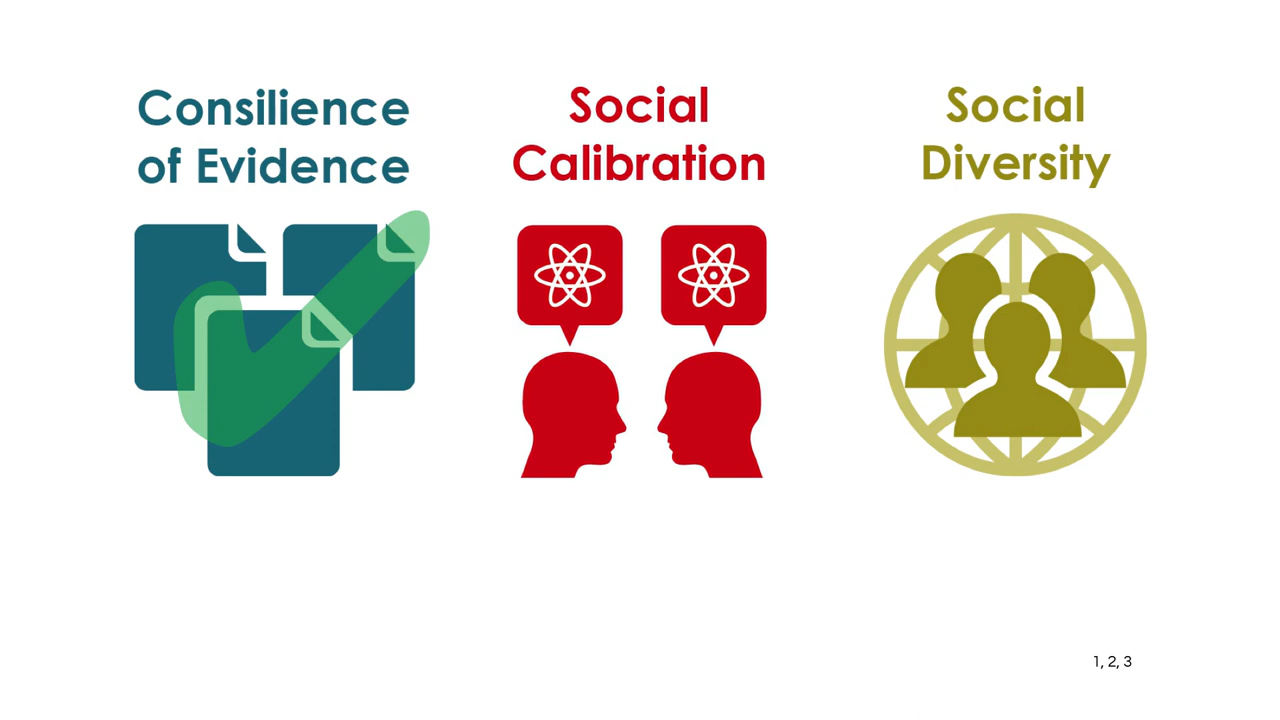 Consilience
of Evidence
Social
Calibration
Social
Diversity
1, 2, 3